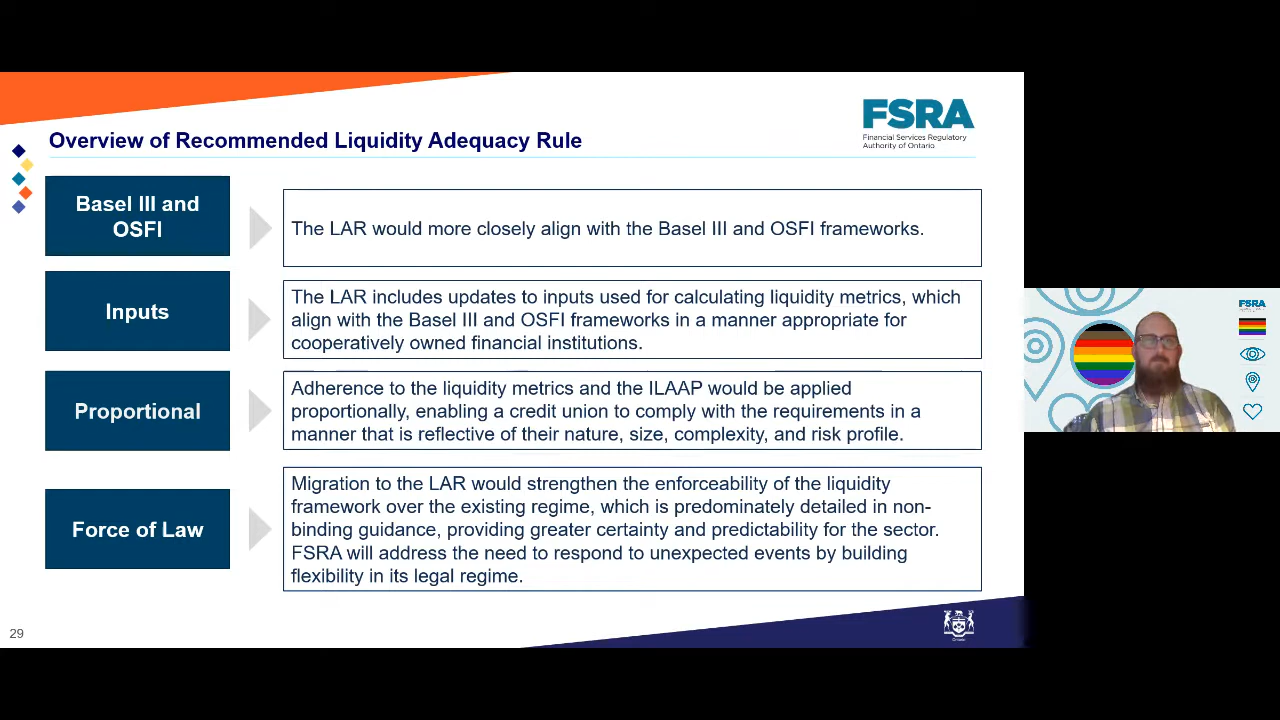 FSRA
Financial Services Regulatory
Authority of Ontario
Overview of Recommended Liquidity Adequacy Rule
Basel III and
OSFI
The LAR would more closely align with the Basel III and OSFI frameworks.
Inputs
The LAR includes updates to inputs used for calculating liquidity metrics, which
align with the Basel III and OSFI frameworks in a manner appropriate for
cooperatively owned financial institutions.
Proportional
Adherence to the liquidity metrics and the ILAAP would be applied
proportionally, enabling a credit union to comply with the requirements in a
manner that is reflective of their nature, size, complexity, and risk profile.
Force of Law
Migration to the LAR would strengthen the enforceability of the liquidity
framework over the existing regime, which is predominately detailed in non-
binding guidance, providing greater certainty and predictability for the sector.
FSRA will address the need to respond to unexpected events by building
flexibility in its legal regime.
29
Ontario
FSRA